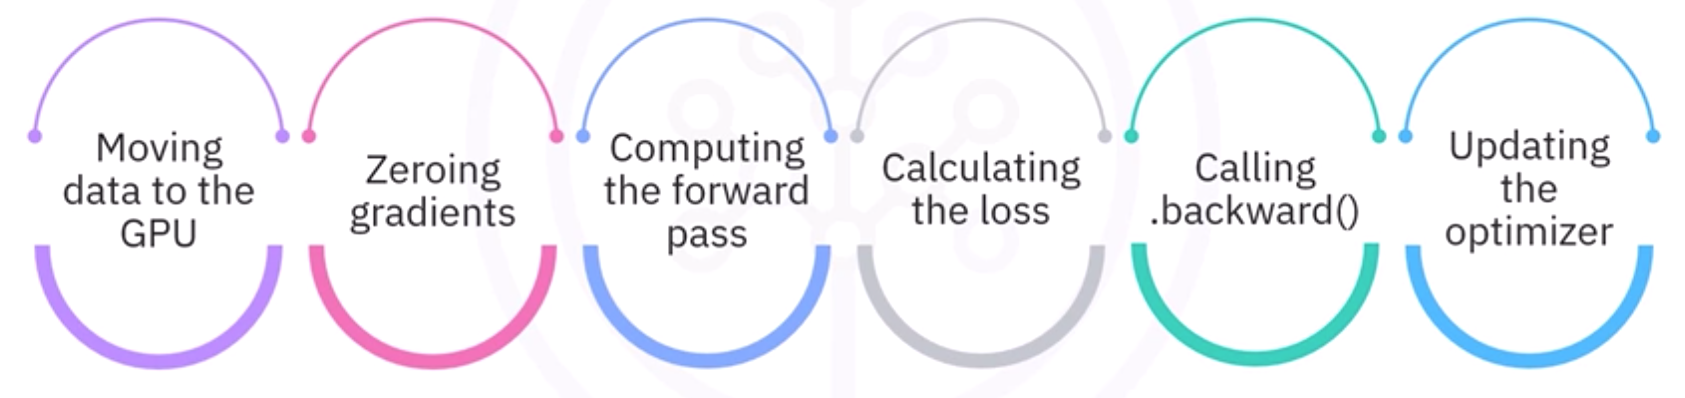 Moving
data to the
GPU
Zeroing
gradients
Computing
the forward
pass
Calculating
the loss
Calling
.backward()
Updating
the
optimizer